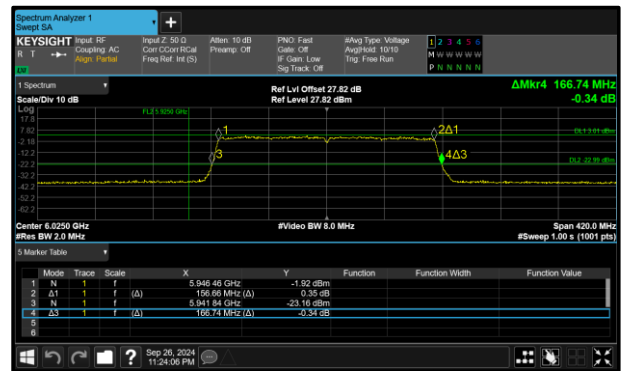 Spectrum Analyzer 1
Swept SA
KEYSIGHT Input: RF Input Z: 50 Ω Atten: 10 dB PNO: Fast #Avg Type: Voltage 1 2 3 4 5 6
R T Coupling: AC Corr CCorr RCal Preamp: Off Gate: Off Avg|Hold: 10/10 M W W W W W
Align: Partial Freq Ref: Int (S) IF Gain: Low Trig: Free Run
Sig Track: Off P N N N N N
1 Spectrum Ref Lvl Offset 27.82 dB ΔMkr4 166.74 MHz
Scale/Div 10 dB Ref Level 27.82 dBm -0.34 dB
Log
17.8 FL2 5.9250 GHz
7.82 1 2Δ1 DL1 3.01 dBm
-2.18
-12.2 3 4Δ3
-22.2 DL2 -22.99 dBm
-32.2
-42.2
-52.2
-62.2
Center 6.0250 GHz #Video BW 8.0 MHz Span 420.0 MHz
#Res BW 2.0 MHz #Sweep 1.00 s (1001 pts)
5 Marker Table
Mode Trace Scale X Y Function Function Width Function Value
1 N 1 f 5.946 46 GHz -1.92 dBm
2 Δ1 1 f (Δ) 156.66 MHz (Δ) 0.35 dB
3 N 1 f 5.941 84 GHz -23.16 dBm
4 Δ3 1 f (Δ) 166.74 MHz (Δ) -0.34 dB
5
6
? Sep 26, 2024
11:24:06 PM